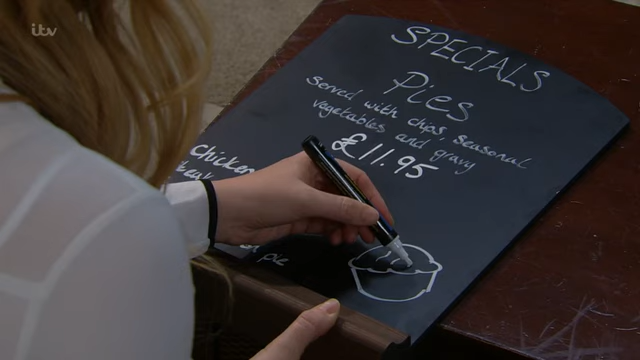 itv
SPECIALS
Pies
Served with chips seasonal
vegetables and gravy
£11.95
Chicken
pie